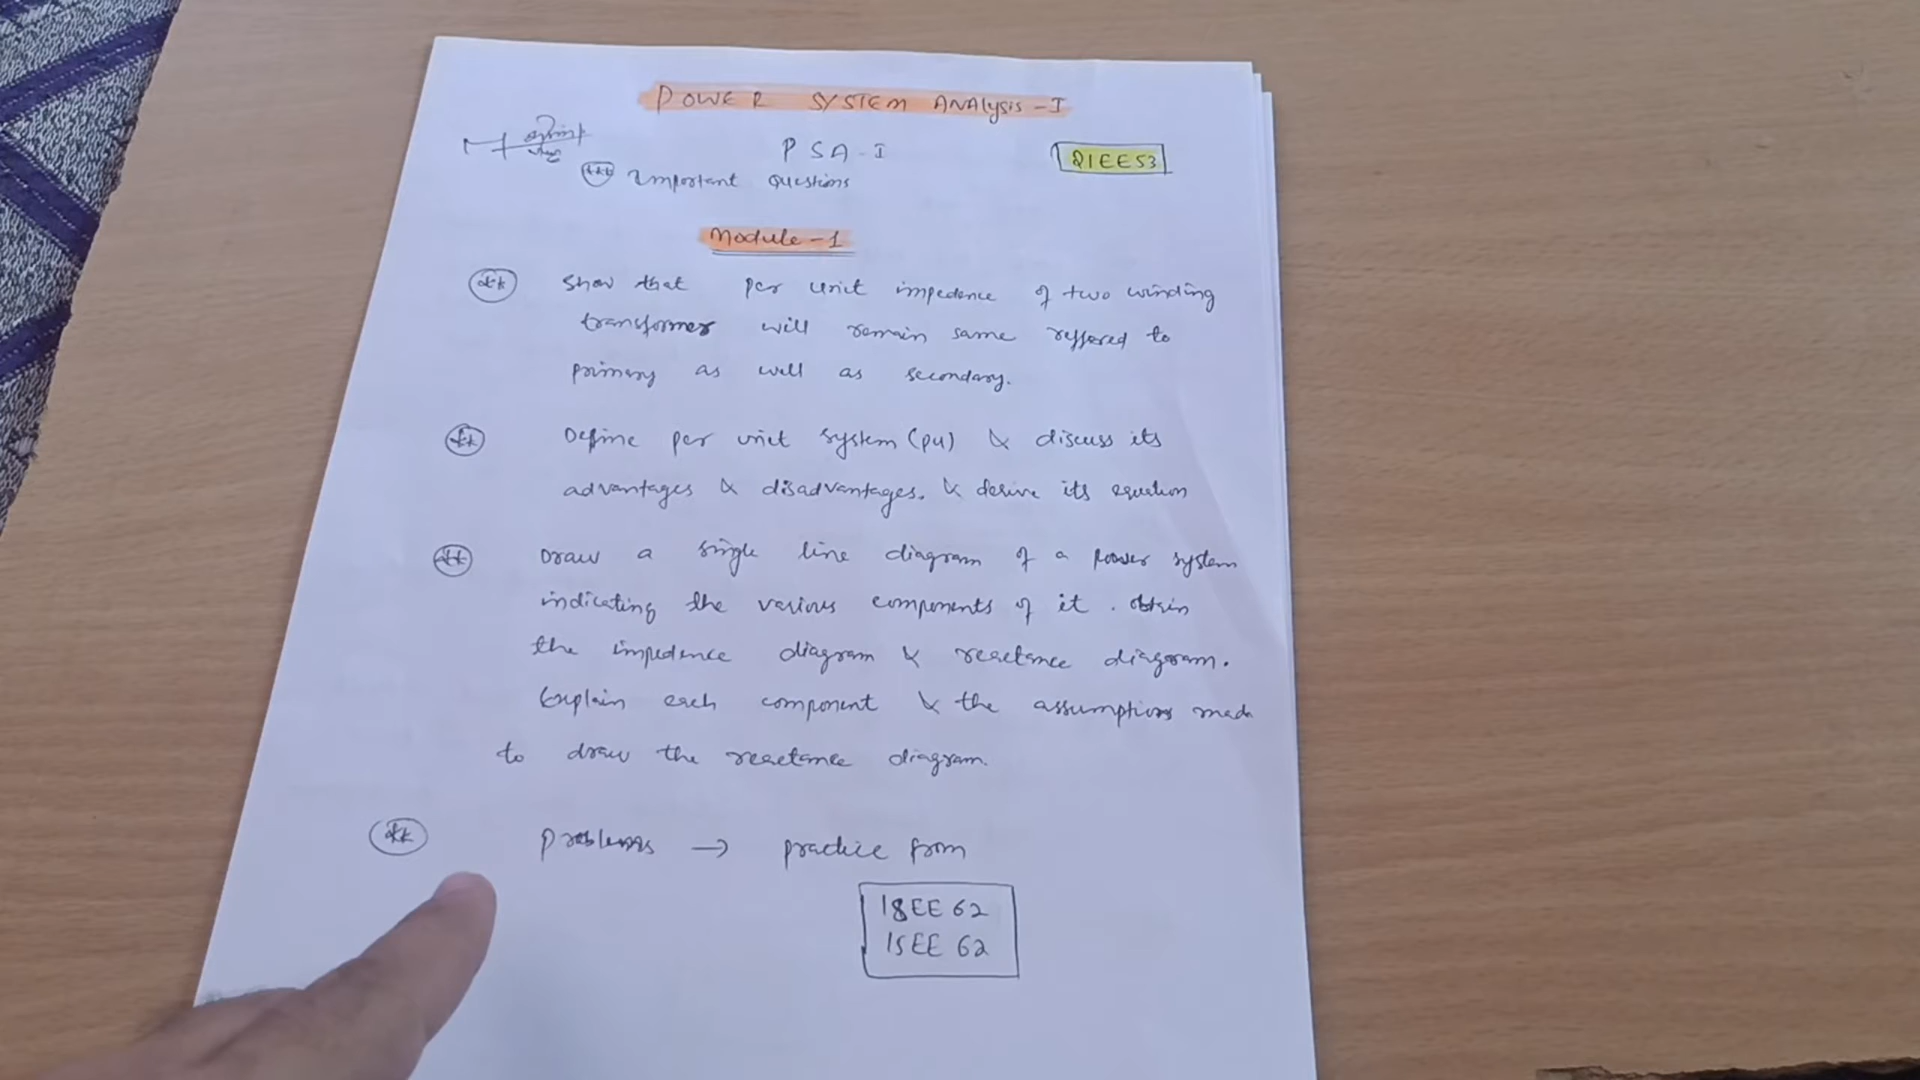 POWER SYSTEM ANALYSIS - I
PSA-I
21EE53
*** Important Questions
Module-1
** Show that per unit impedence of two winding
transformer will remain same reffered to
primary as well as secondary.
** Define per unit system (pu) & discuss its
advantages & disadvantages. & derive its equation
** Draw a single line diagram of a power system
indicating the various components of it. obtain
the impedence diagram & reactance diagram.
Explain each component & the assumptions made
to draw the reactance diagram.
** problems → practice from
18EE62
15EE62